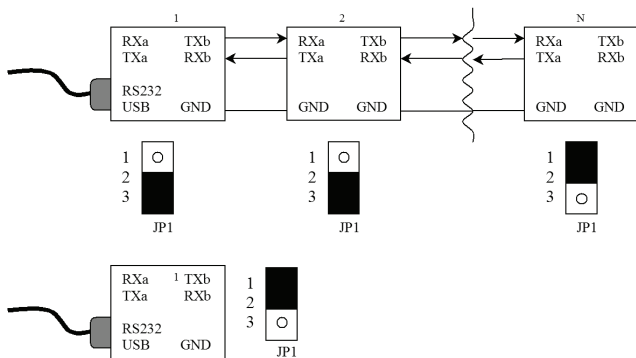 1 2 N
RXa TXb RXa TXb RXa TXb
TXa RXb TXa RXb TXa RXb
RS232
USB GND GND GND GND GND
1 1 1
2 2 2
3 3 3
JP1 JP1 JP1
RXa 1 TXb
TXa RXb
1
2
RS232 3
USB GND
JP1